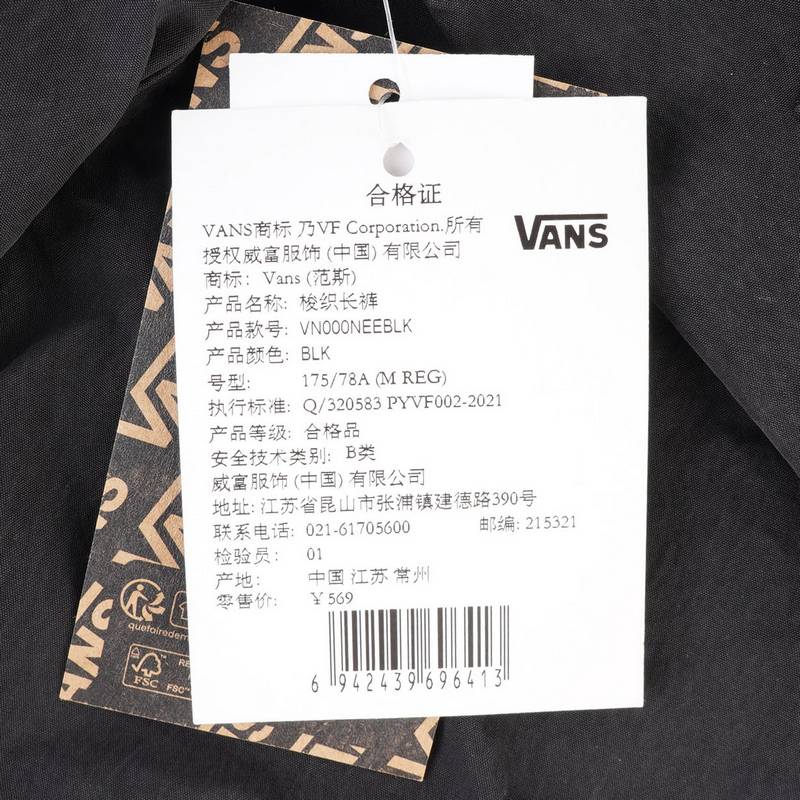 合格证
VANS商标 乃VF Corporation.所有
授权威富服饰 (中国) 有限公司
VANS
商标: Vans (范斯)
产品名称: 梭织长裤
产品款号: VN000NEEBLK
产品颜色: BLK
号型: 175/78A (M REG)
执行标准: Q/320583 PYVF002-2021
产品等级: 合格品
安全技术类别: B类
威富服饰 (中国) 有限公司
地址: 江苏省昆山市张浦镇建德路390号
联系电话: 021-61705600 邮编: 215321
检验员: 01
产地: 中国 江苏 常州
零售价: ¥569
6 942439 696413
quefairedem
FSC
FSC™
VANS